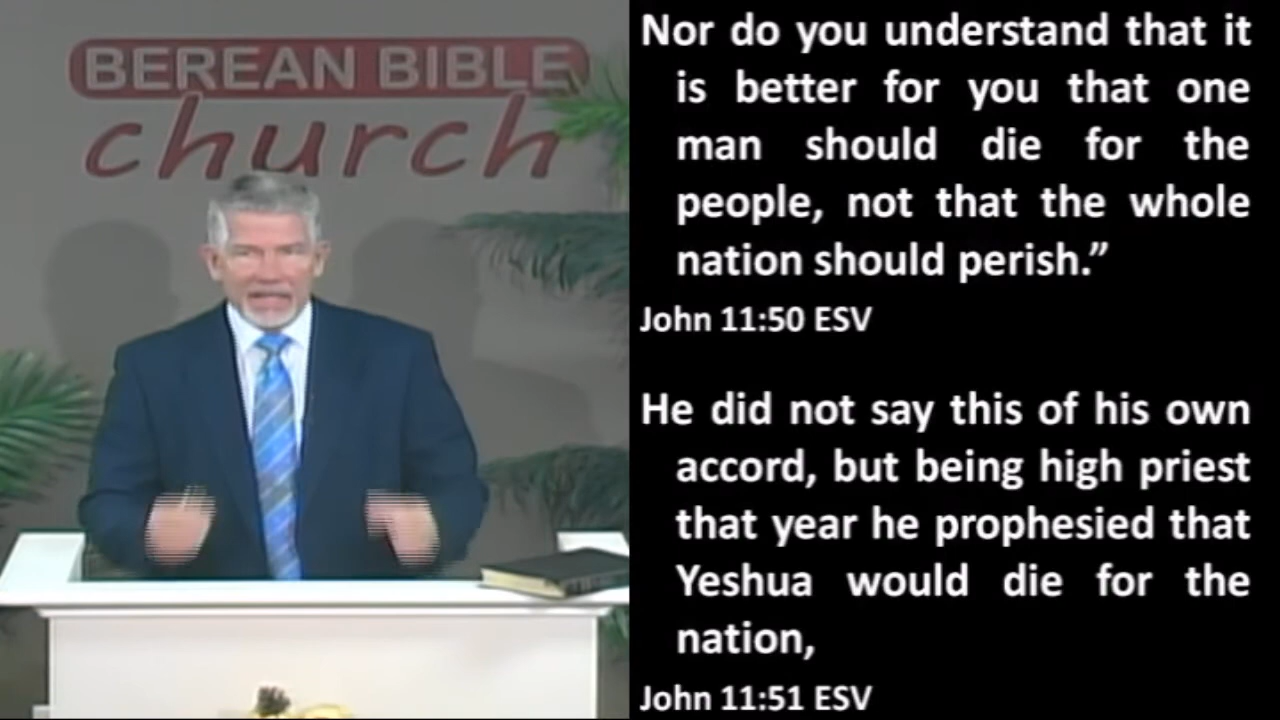 BEREAN BIBLE
church
Nor do you understand that it
is better for you that one
man should die for the
people, not that the whole
nation should perish.”
John 11:50 ESV
He did not say this of his own
accord, but being high priest
that year he prophesied that
Yeshua would die for the
nation,
John 11:51 ESV